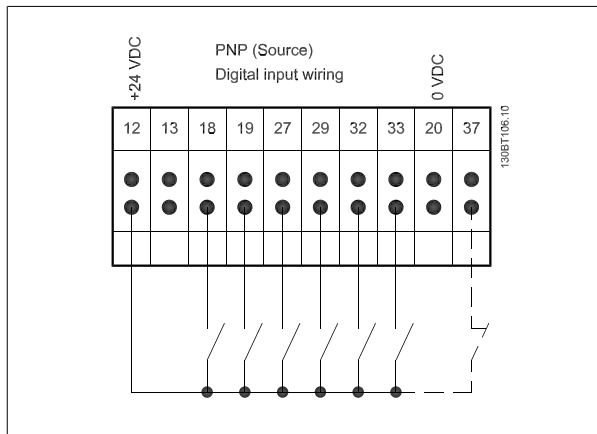 PNP (Source)
Digital input wiring
+24 VDC
0 VDC
12 13 18 19 27 29 32 33 20 37
130BT106.10